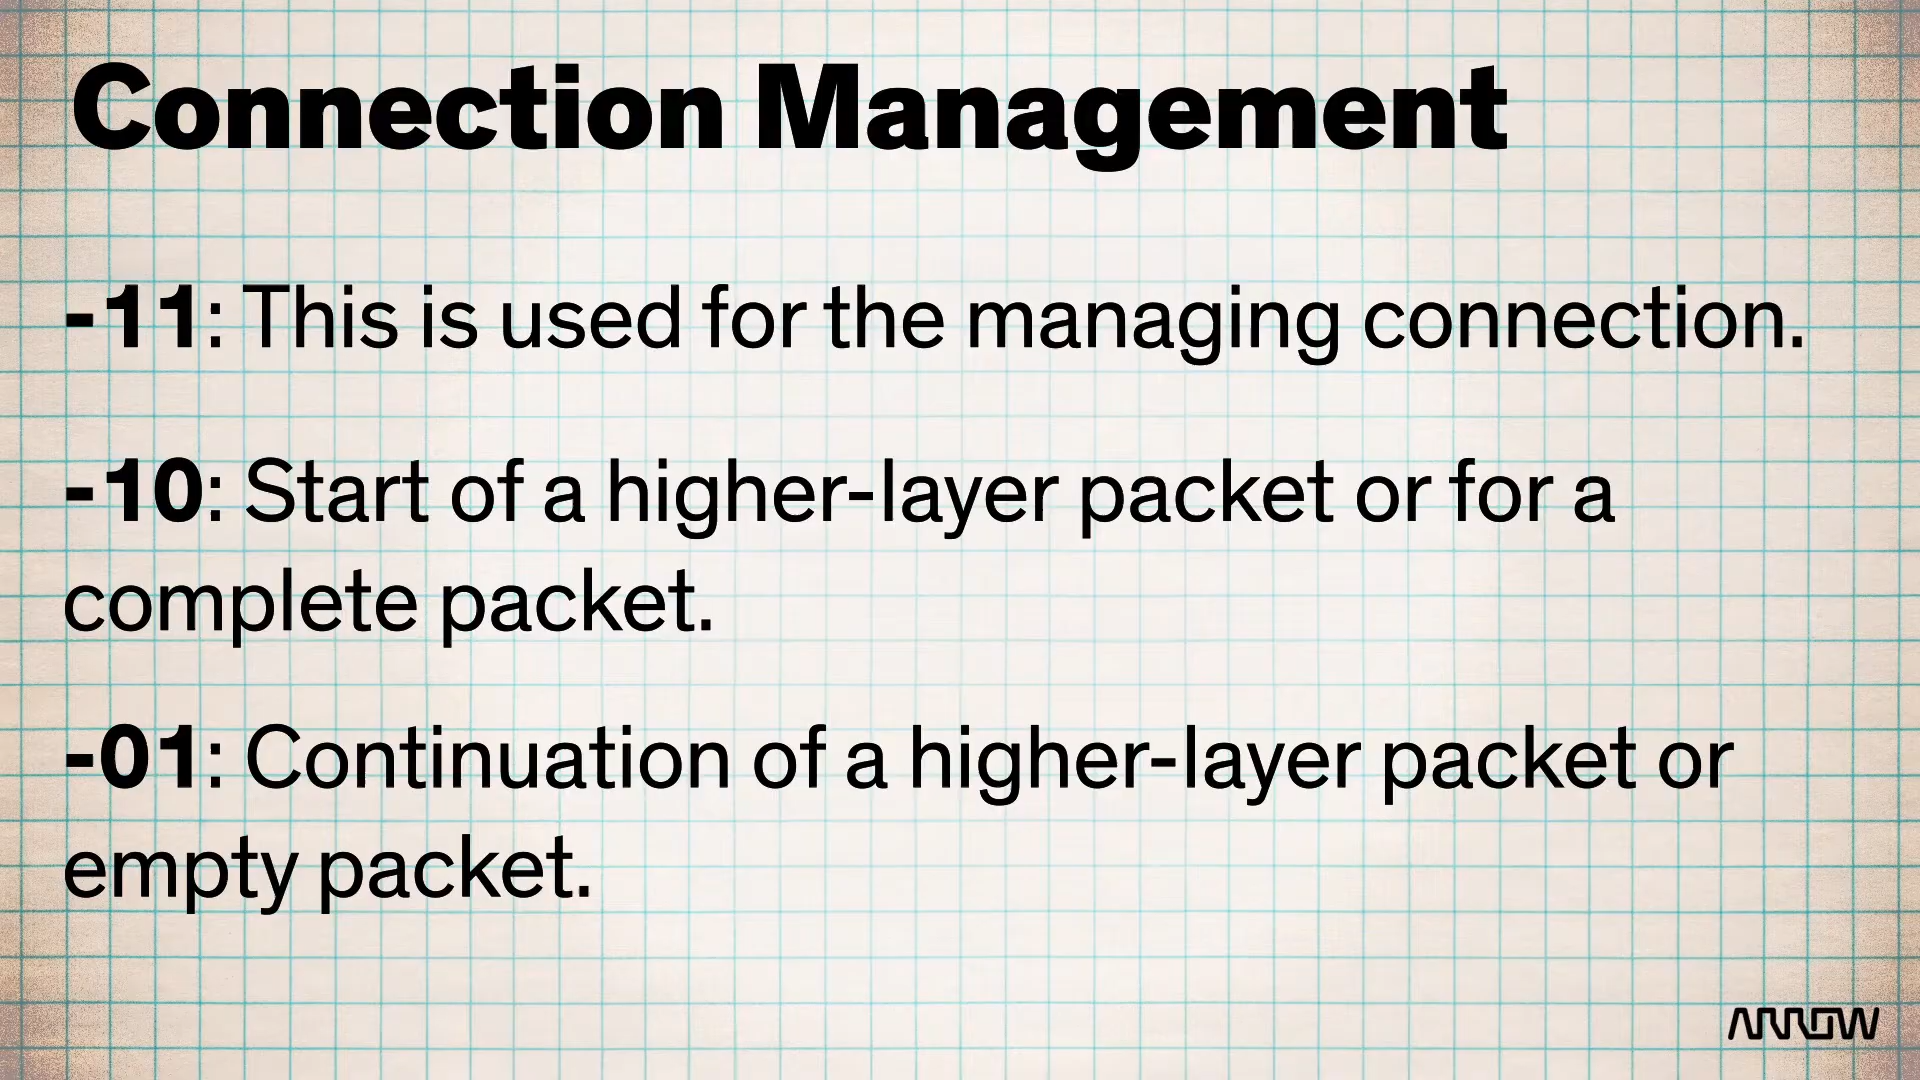 Connection Management
-11: This is used for the managing connection.
-10: Start of a higher-layer packet or for a
complete packet.
-01: Continuation of a higher-layer packet or
empty packet.
ARROW